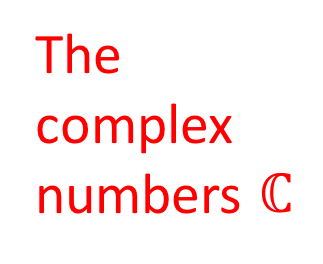 The
complex
numbers ℂ